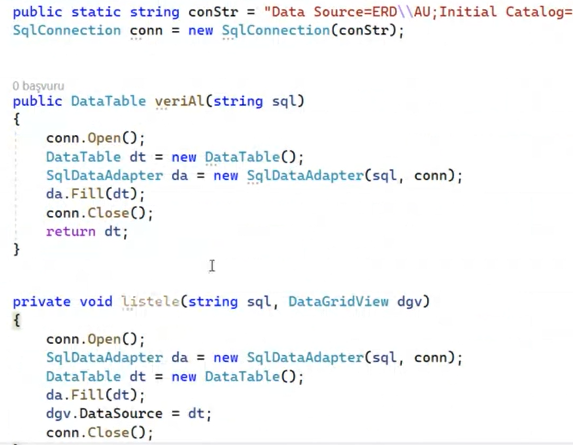 public static string conStr = "Data Source=ERD\\AU;Initial Catalog=
SqlConnection conn = new SqlConnection(conStr);
0 başvuru
public DataTable veriAl(string sql)
{
conn.Open();
DataTable dt = new DataTable();
SqlDataAdapter da = new SqlDataAdapter(sql, conn);
da.Fill(dt);
conn.Close();
return dt;
}
private void listele(string sql, DataGridView dgv)
{
conn.Open();
SqlDataAdapter da = new SqlDataAdapter(sql, conn);
DataTable dt = new DataTable();
da.Fill(dt);
dgv.DataSource = dt;
conn.Close();